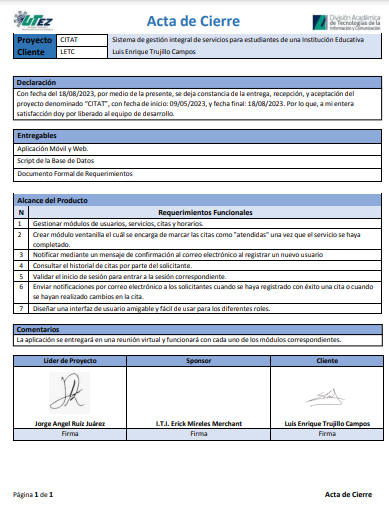 UTez
Acta de Cierre
División Académica
de Tecnologías de la
Información y Comunicación
Proyecto CITAT Sistema de gestión integral de servicios para estudiantes de una Institución Educativa
Cliente LETC Luis Enrique Trujillo Campos
Declaración
Con fecha del 18/08/2023, por medio de la presente, se deja constancia de la entrega, recepción, y aceptación
del proyecto denominado "CITAT", con fecha de inicio: 09/05/2023, y fecha final: 18/08/2023. Por lo que, a mi entera
satisfacción doy por liberado al equipo de desarrollo.
Entregables
Aplicación Móvil y Web.
Script de la Base de Datos
Documento Formal de Requerimientos
Alcance del Producto
N Requerimientos Funcionales
1 Gestionar módulos de usuarios, servicios, citas y horarios.
2 Crear módulo ventanilla el cuál se encarga de marcar las citas como "atendidas" una vez que el servicio se haya
completado.
3 Notificar mediante un mensaje de confirmación al correo electrónico al registrar un nuevo usuario
4 Consultar el historial de citas por parte del solicitante.
5 Validar el inicio de sesión para entrar a la sesión correspondiente.
6 Enviar notificaciones por correo electrónico a los solicitantes cuando se haya registrado con éxito una cita o cuando
se hayan realizado cambios en la cita.
7 Diseñar una interfaz de usuario amigable y fácil de usar para los diferentes roles.
Comentarios
La aplicación se entregará en una reunión virtual y funcionará con cada uno de los módulos correspondientes.
Líder de Proyecto Sponsor Cliente
Jorge Angel Ruiz Juárez I.T.I. Erick Mireles Merchant Luis Enrique Trujillo Campos
Firma Firma Firma
Página 1 de 1 Acta de Cierre